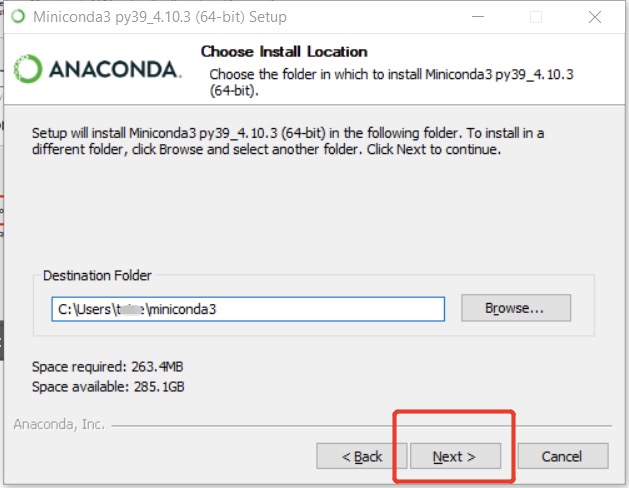 Miniconda3 py39_4.10.3 (64-bit) Setup
ANACONDA.
Choose Install Location
Choose the folder in which to install Miniconda3 py39_4.10.3
(64-bit).
Setup will install Miniconda3 py39_4.10.3 (64-bit) in the following folder. To install in a
different folder, click Browse and select another folder. Click Next to continue.
Destination Folder
C:\Users\
\miniconda3
Browse...
Space required: 263.4MB
Space available: 285.1GB
Anaconda, Inc.
< Back
Next >
Cancel